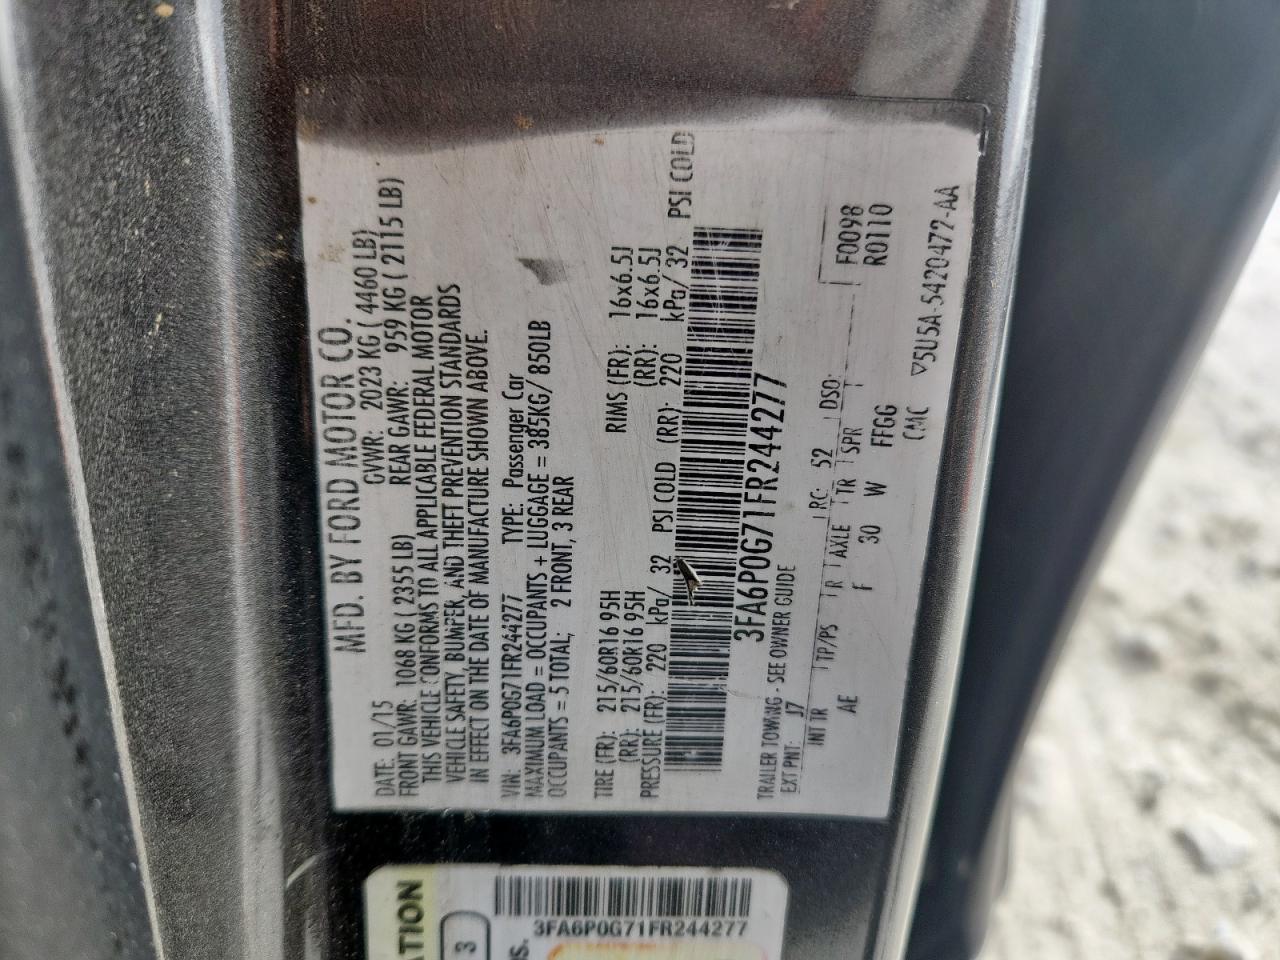 MFD. BY FORD MOTOR CO.
DATE: 01/15 GVWR: 2023 KG ( 4460 LB)
FRONT GAWR: 1068 KG ( 2355 LB) REAR GAWR: 959 KG ( 2115 LB)
THIS VEHICLE CONFORMS TO ALL APPLICABLE FEDERAL MOTOR
VEHICLE SAFETY, BUMPER, AND THEFT PREVENTION STANDARDS
IN EFFECT ON THE DATE OF MANUFACTURE SHOWN ABOVE.
VIN: 3FA6P0G71FR244277 TYPE: Passenger Car
MAXIMUM LOAD = OCCUPANTS + LUGGAGE = 385KG/ 850LB
OCCUPANTS = 5 TOTAL; 2 FRONT, 3 REAR
TIRE (FR): 215/60R16 95H RIMS (FR): 16x6.5J
(RR): 215/60R16 95H (RR): 16x6.5J
PRESSURE (FR): 220 kPa/ 32 PSI COLD (RR): 220 kPa/ 32 PSI COLD
3FA6P0G71FR244277
TRAILER TOWING - SEE OWNER GUIDE
EXT PNT: J7 RC: 52 DSO:
INT TR TP/PS R AXLE TR SPR
AE F 30 W FFGG
F0098
R0110
CMC V5U5A-5420472-AA
3FA6P0G71FR244277
3